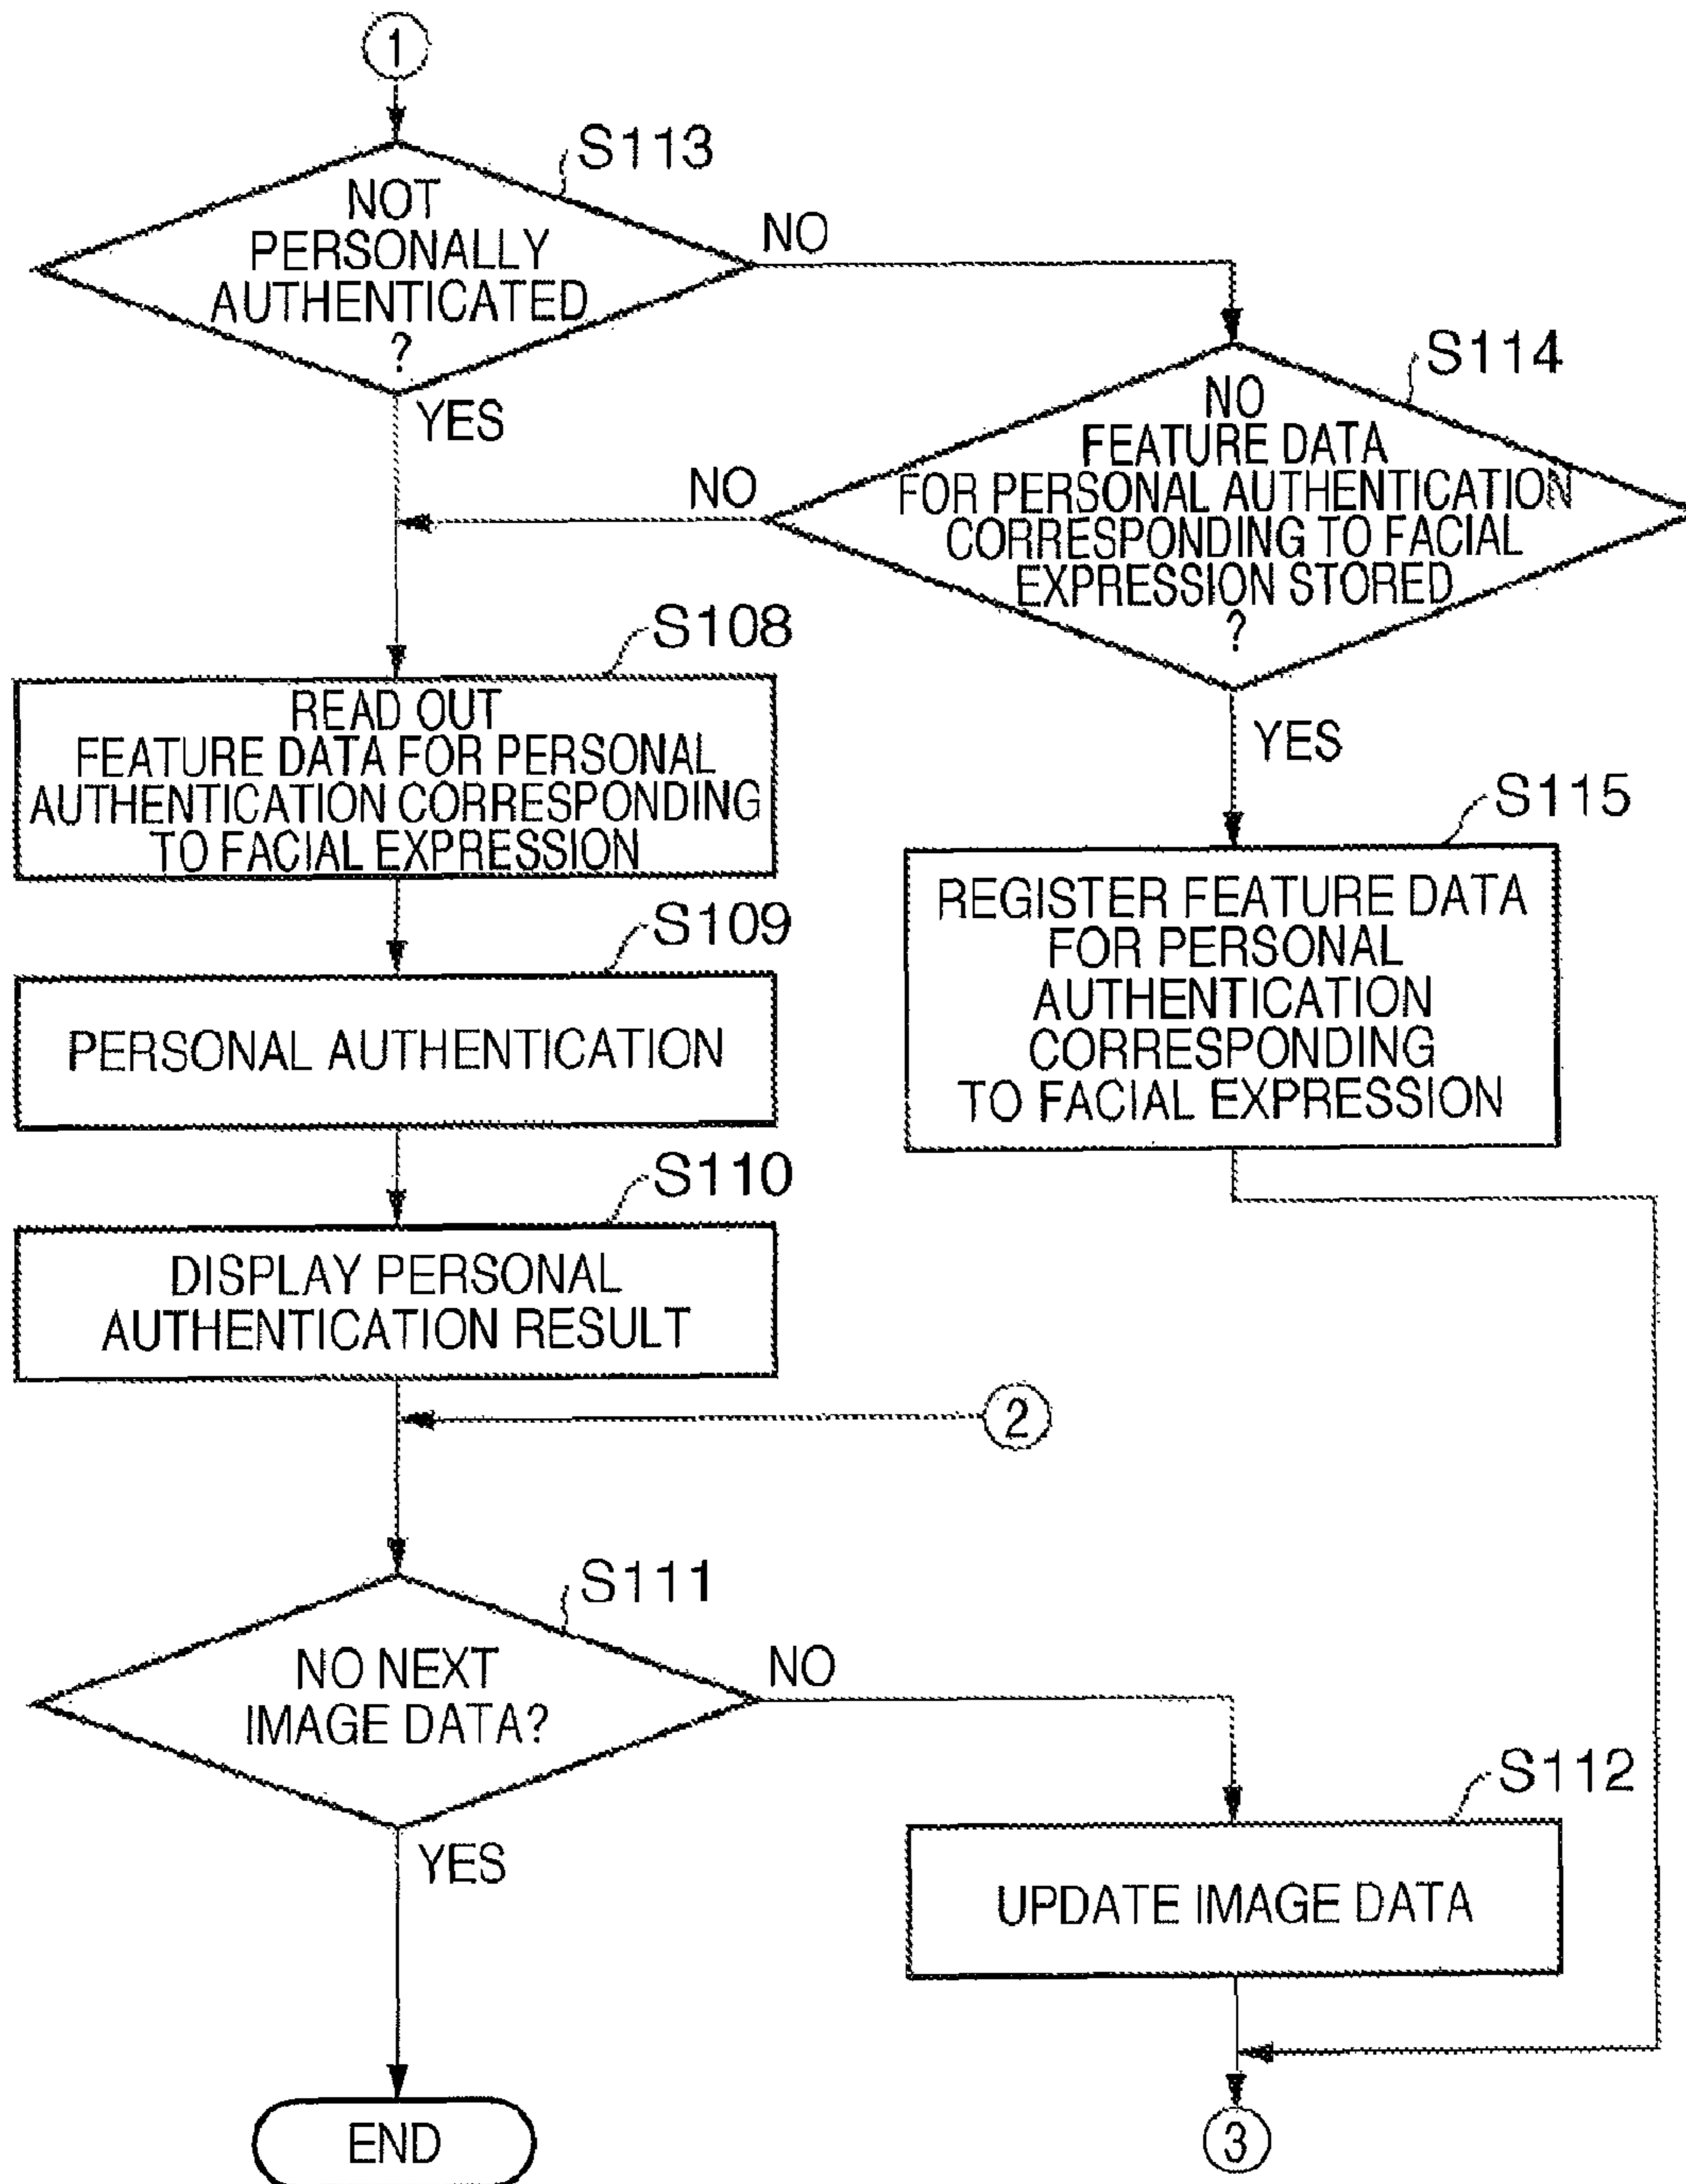 1
S113
NOT
PERSONALLY
AUTHENTICATED
?
NO
YES
S114
NO
FEATURE DATA
FOR PERSONAL AUTHENTICATION
CORRESPONDING TO FACIAL
EXPRESSION STORED
?
NO
YES
S108
READ OUT
FEATURE DATA FOR PERSONAL
AUTHENTICATION CORRESPONDING
TO FACIAL EXPRESSION
S115
REGISTER FEATURE DATA
FOR PERSONAL
AUTHENTICATION
CORRESPONDING
TO FACIAL EXPRESSION
S109
PERSONAL AUTHENTICATION
S110
DISPLAY PERSONAL
AUTHENTICATION RESULT
2
S111
NO NEXT
IMAGE DATA?
NO
YES
S112
UPDATE IMAGE DATA
END
3